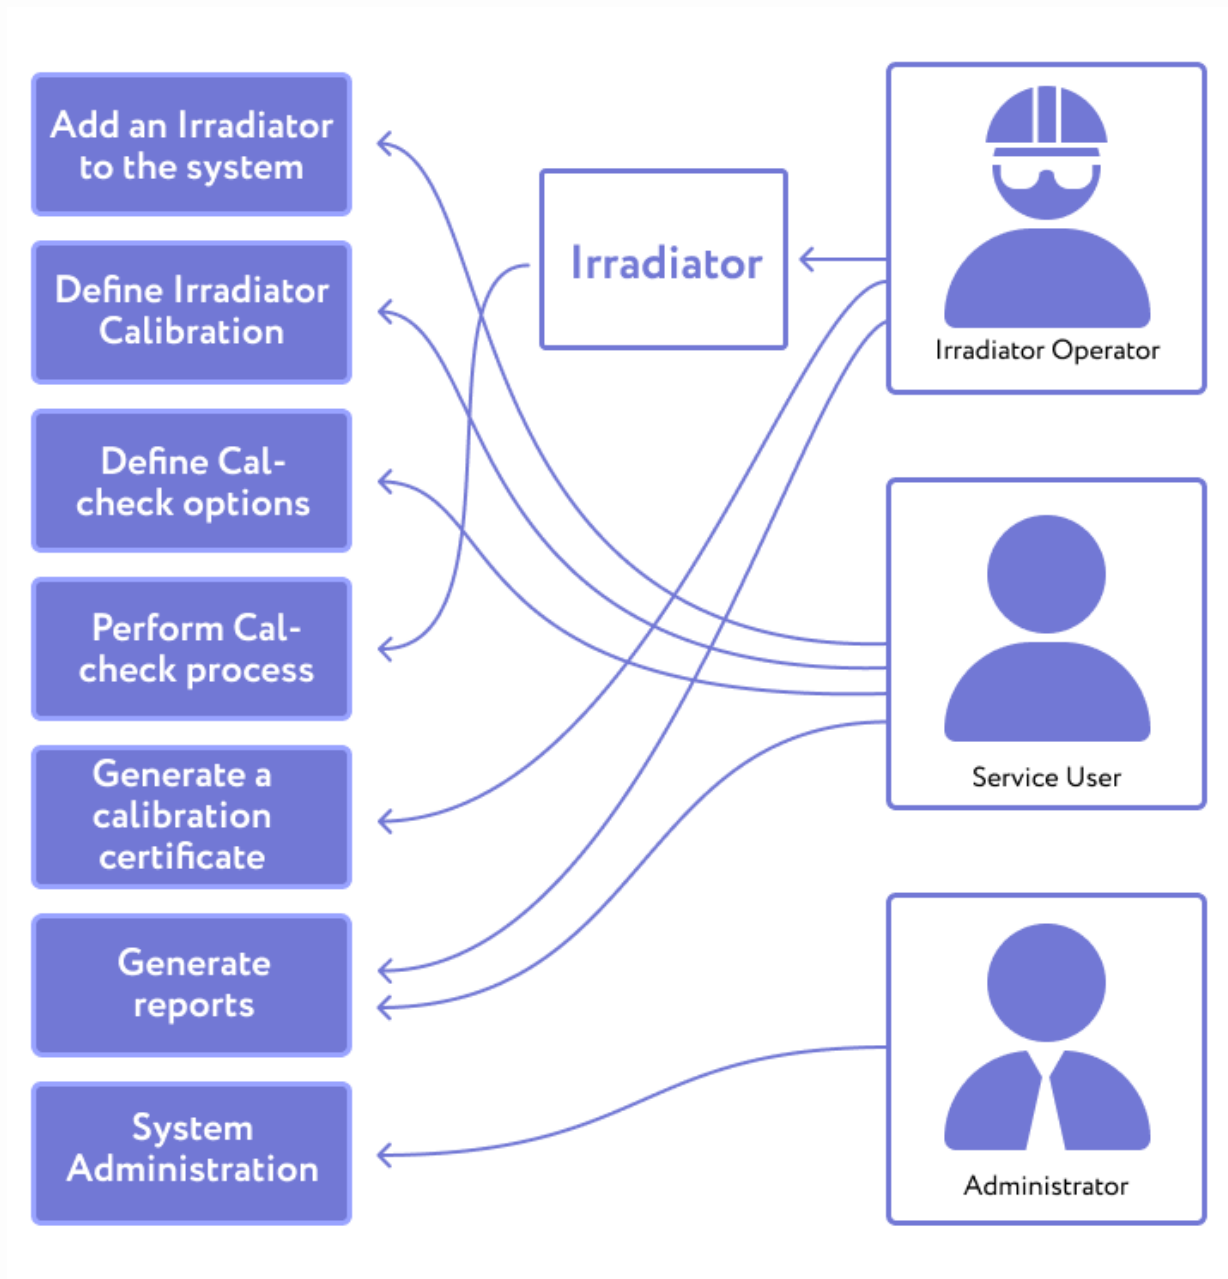 Add an Irradiator
to the system
Define Irradiator
Calibration
Define Cal-
check options
Perform Cal-
check process
Generate a
calibration
certificate
Generate
reports
System
Administration
Irradiator
Irradiator Operator
Service User
Administrator